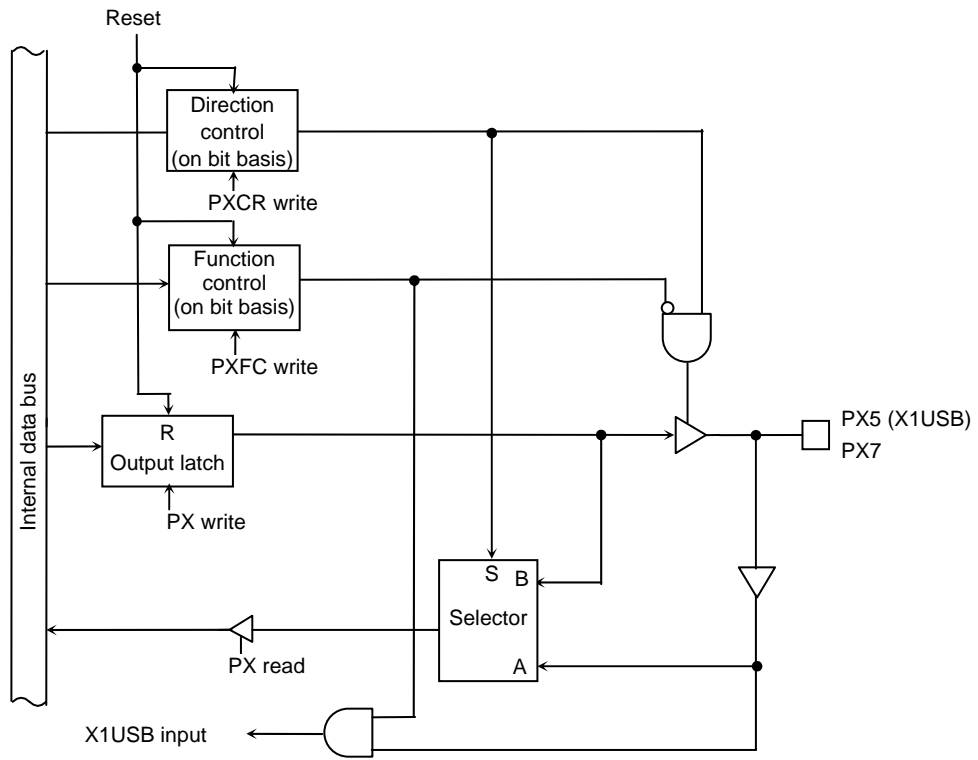 Reset
Direction
control
(on bit basis)
PXCR write
Function
control
(on bit basis)
PXFC write
Internal data bus
R
Output latch
PX write
PX5 (X1USB)
PX7
S
B
Selector
A
PX read
X1USB input